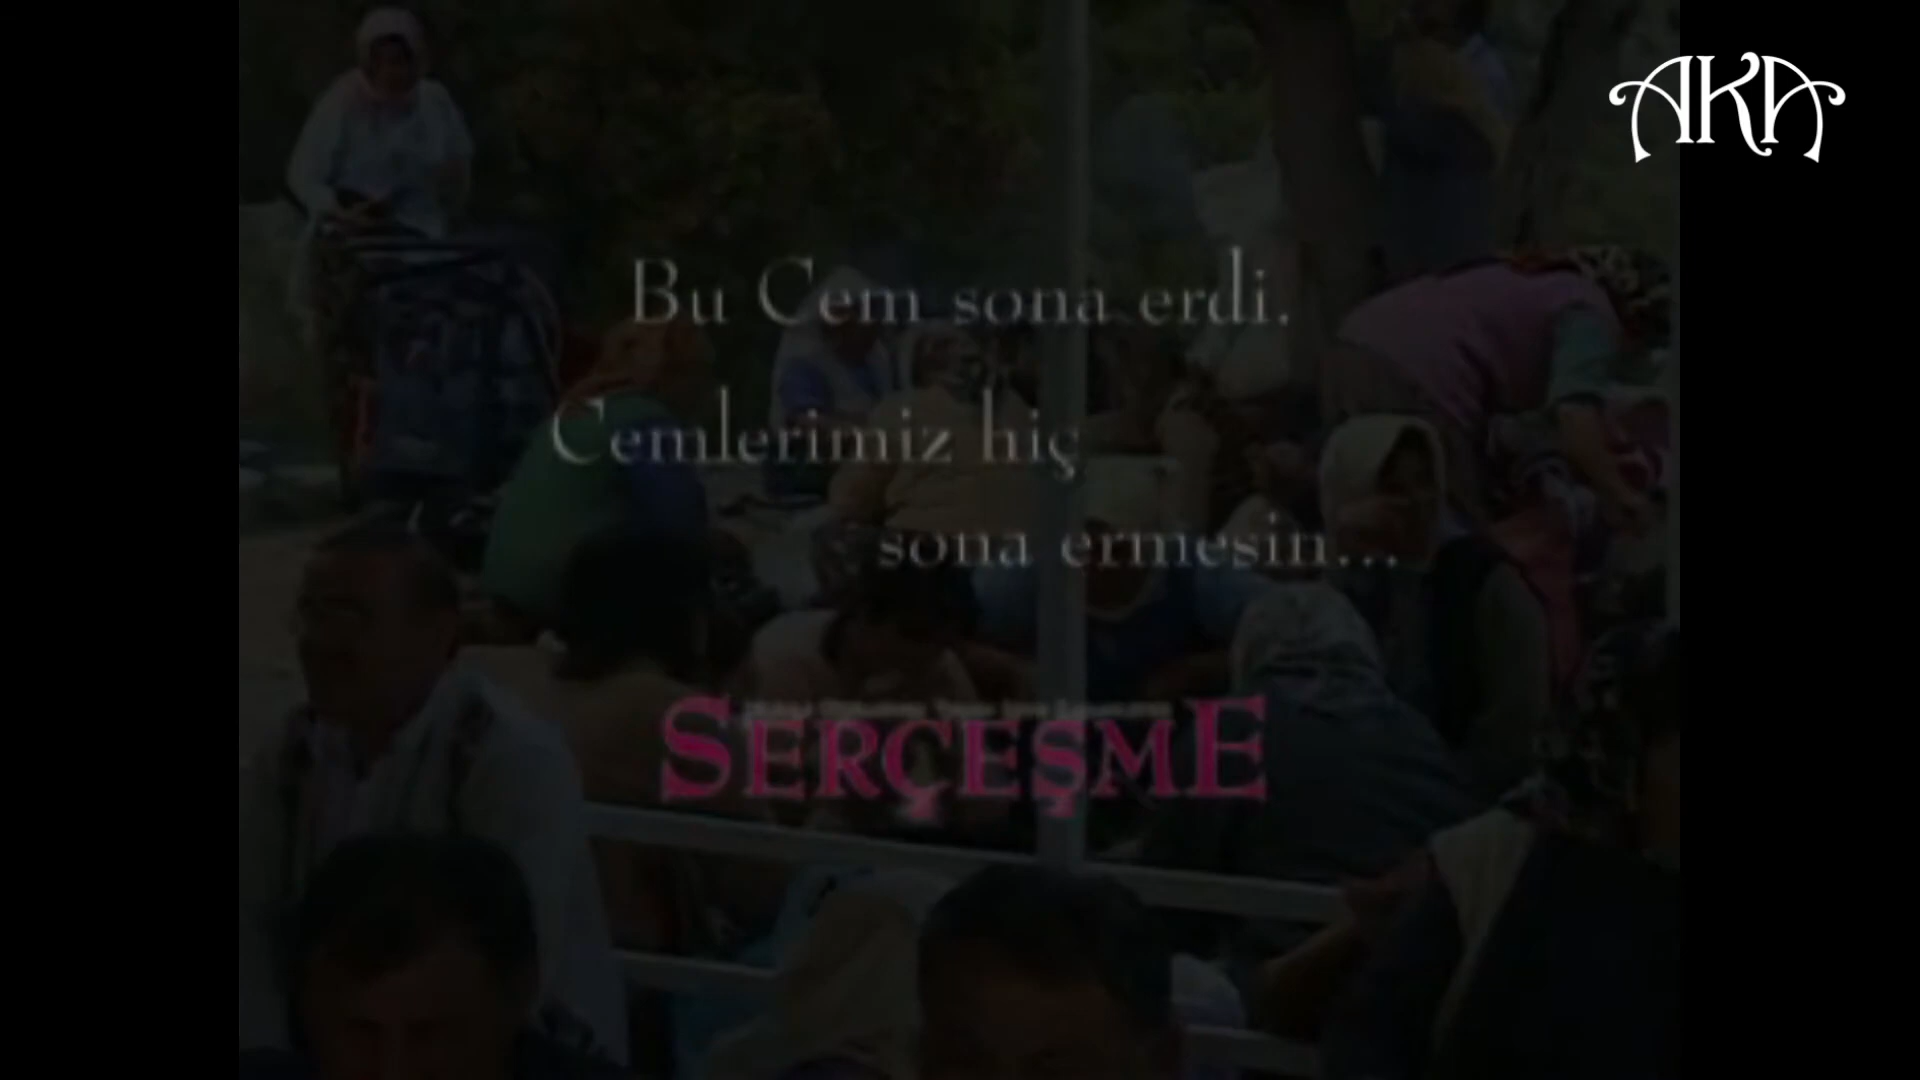 AKA
Bu Cem sona erdi.
Cemlerimiz hiç
sona ermesin...
SERÇEŞME